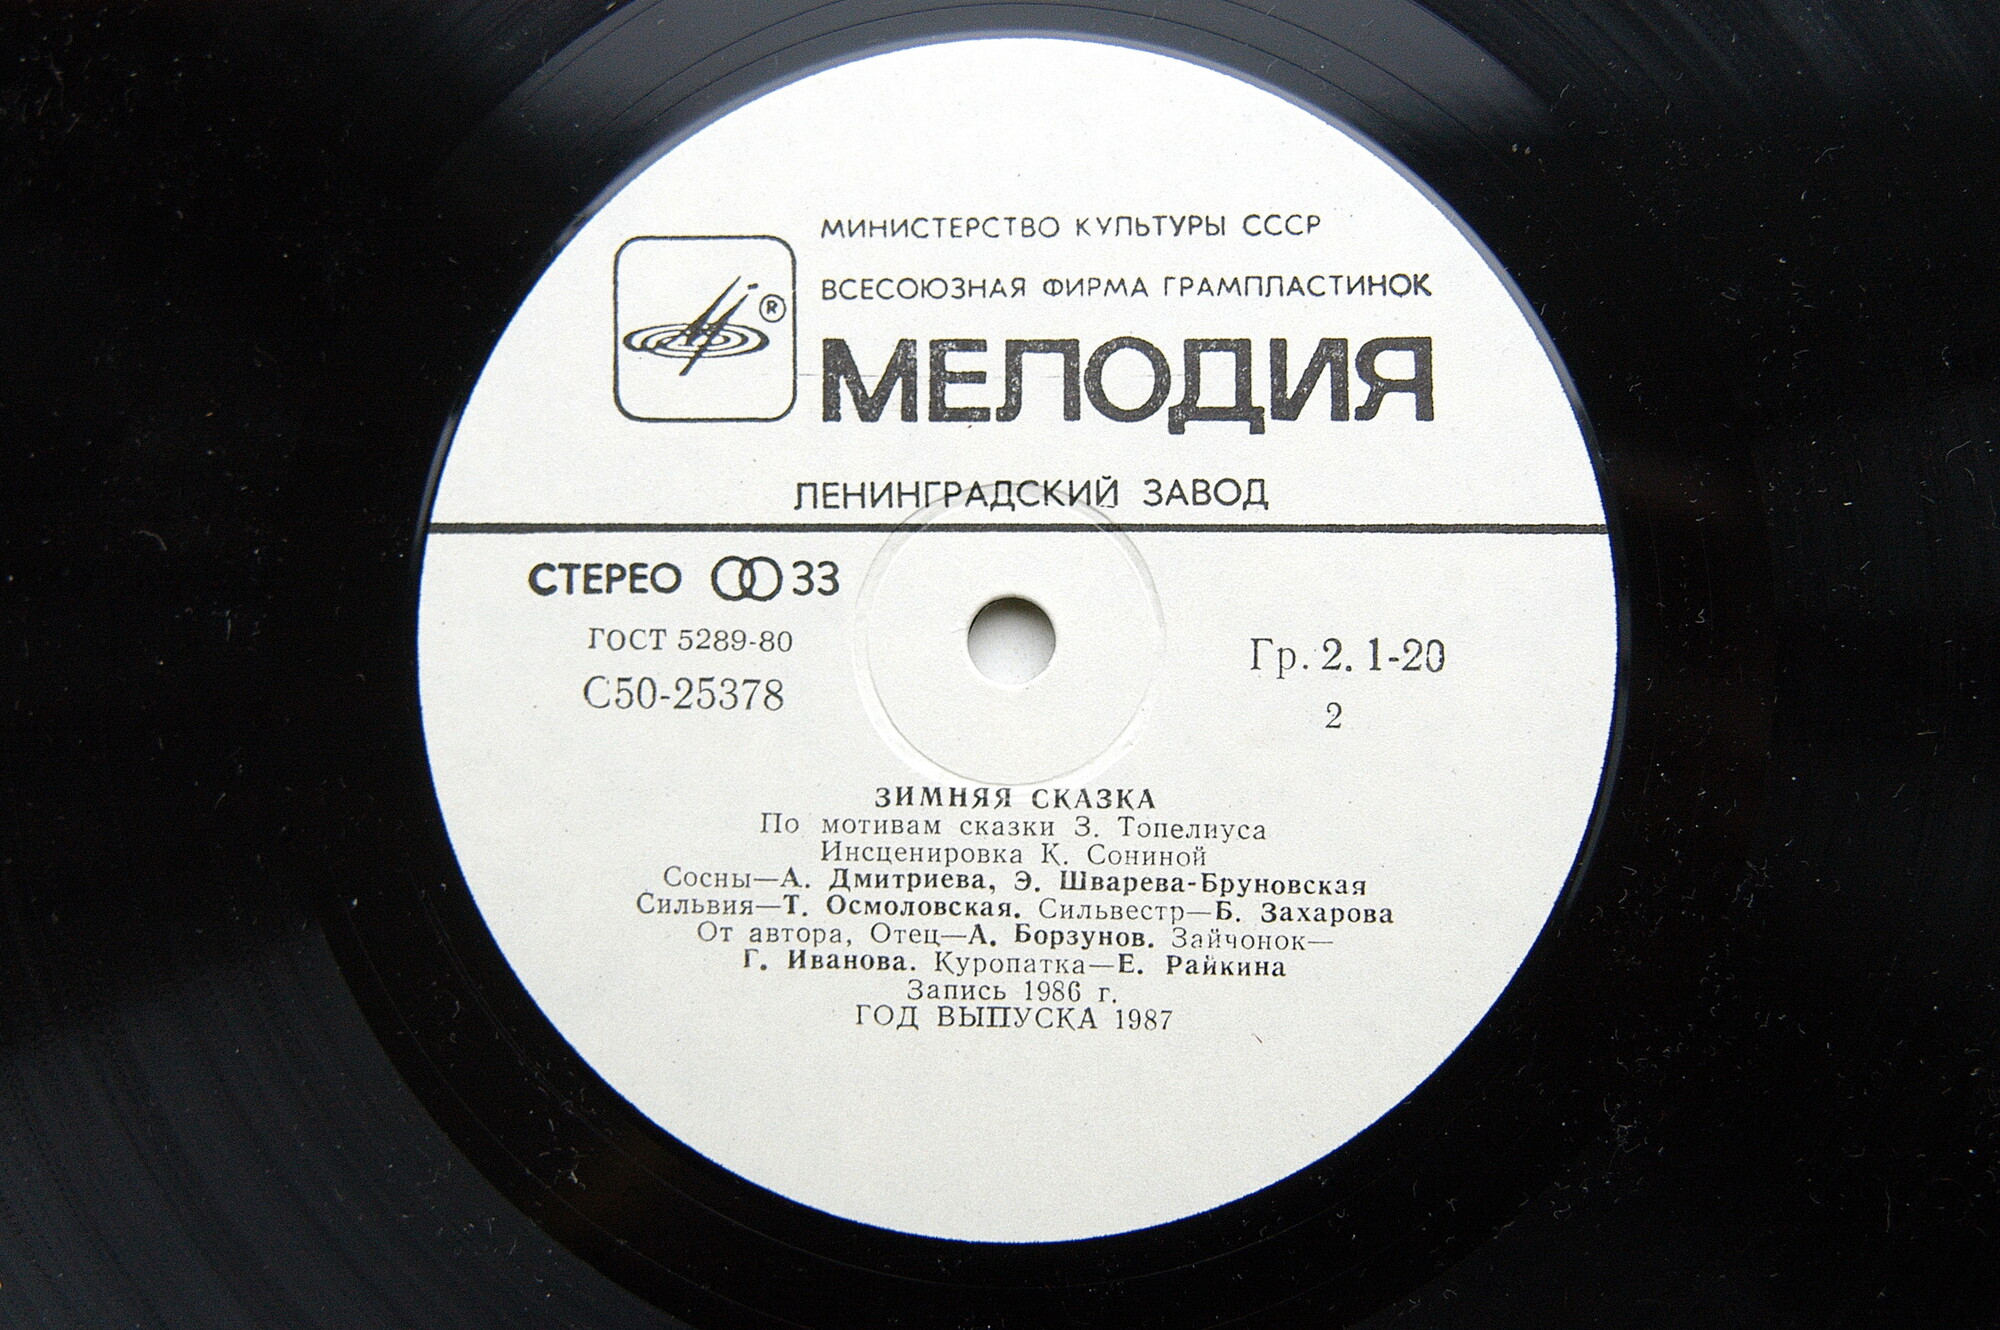 МИНИСТЕРСТВО КУЛЬТУРЫ СССР
ВСЕСОЮЗНАЯ ФИРМА ГРАМПЛАСТИНОК
®
МЕЛОДИЯ
ЛЕНИНГРАДСКИЙ ЗАВОД
СТЕРЕО 33
ГОСТ 5289-80
С50-25378
Гр. 2. 1-20
2
ЗИМНЯЯ СКАЗКА
По мотивам сказки З. Топелиуса
Инсценировка К. Сониной
Сосны—А. Дмитриева, Э. Шварева-Бруновская
Сильвия—Т. Осмоловская. Сильвестр—Б. Захарова
От автора, Отец—А. Борзунов. Зайчонок—
Г. Иванова. Куропатка—Е. Райкина
Запись 1986 г.
ГОД ВЫПУСКА 1987